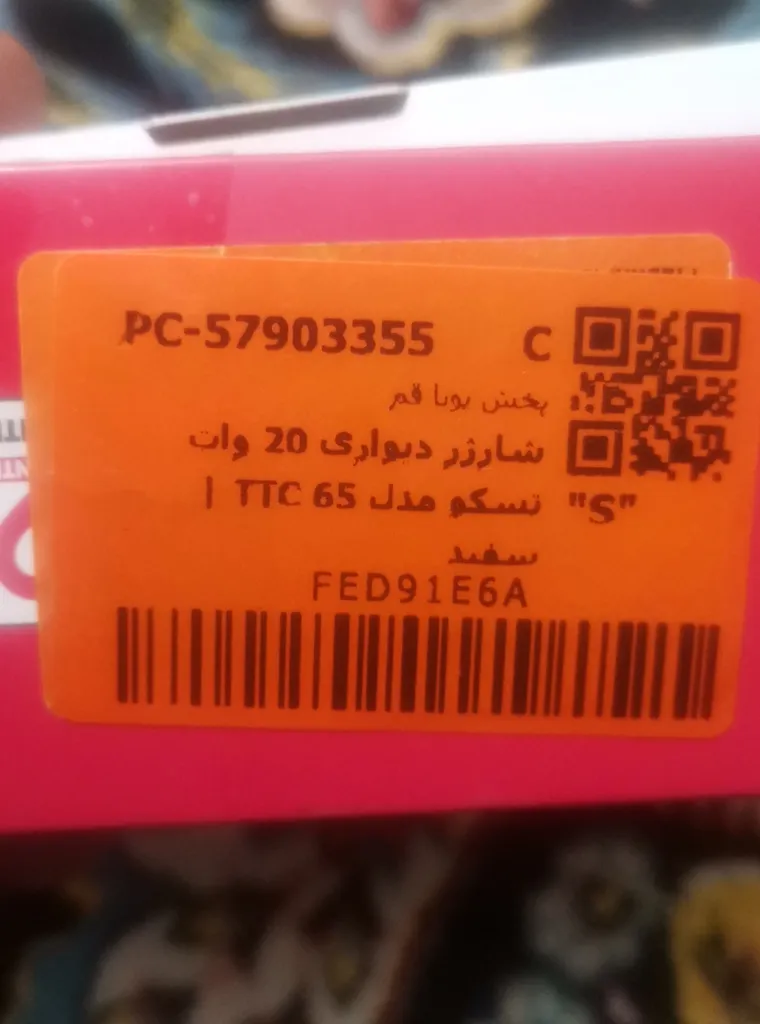 PC-57903355 C
پخش پویا قم
شارژر دیواری 20 وات
تسکو مدل TTC 65 |
"S"
سفید
FED91E6A